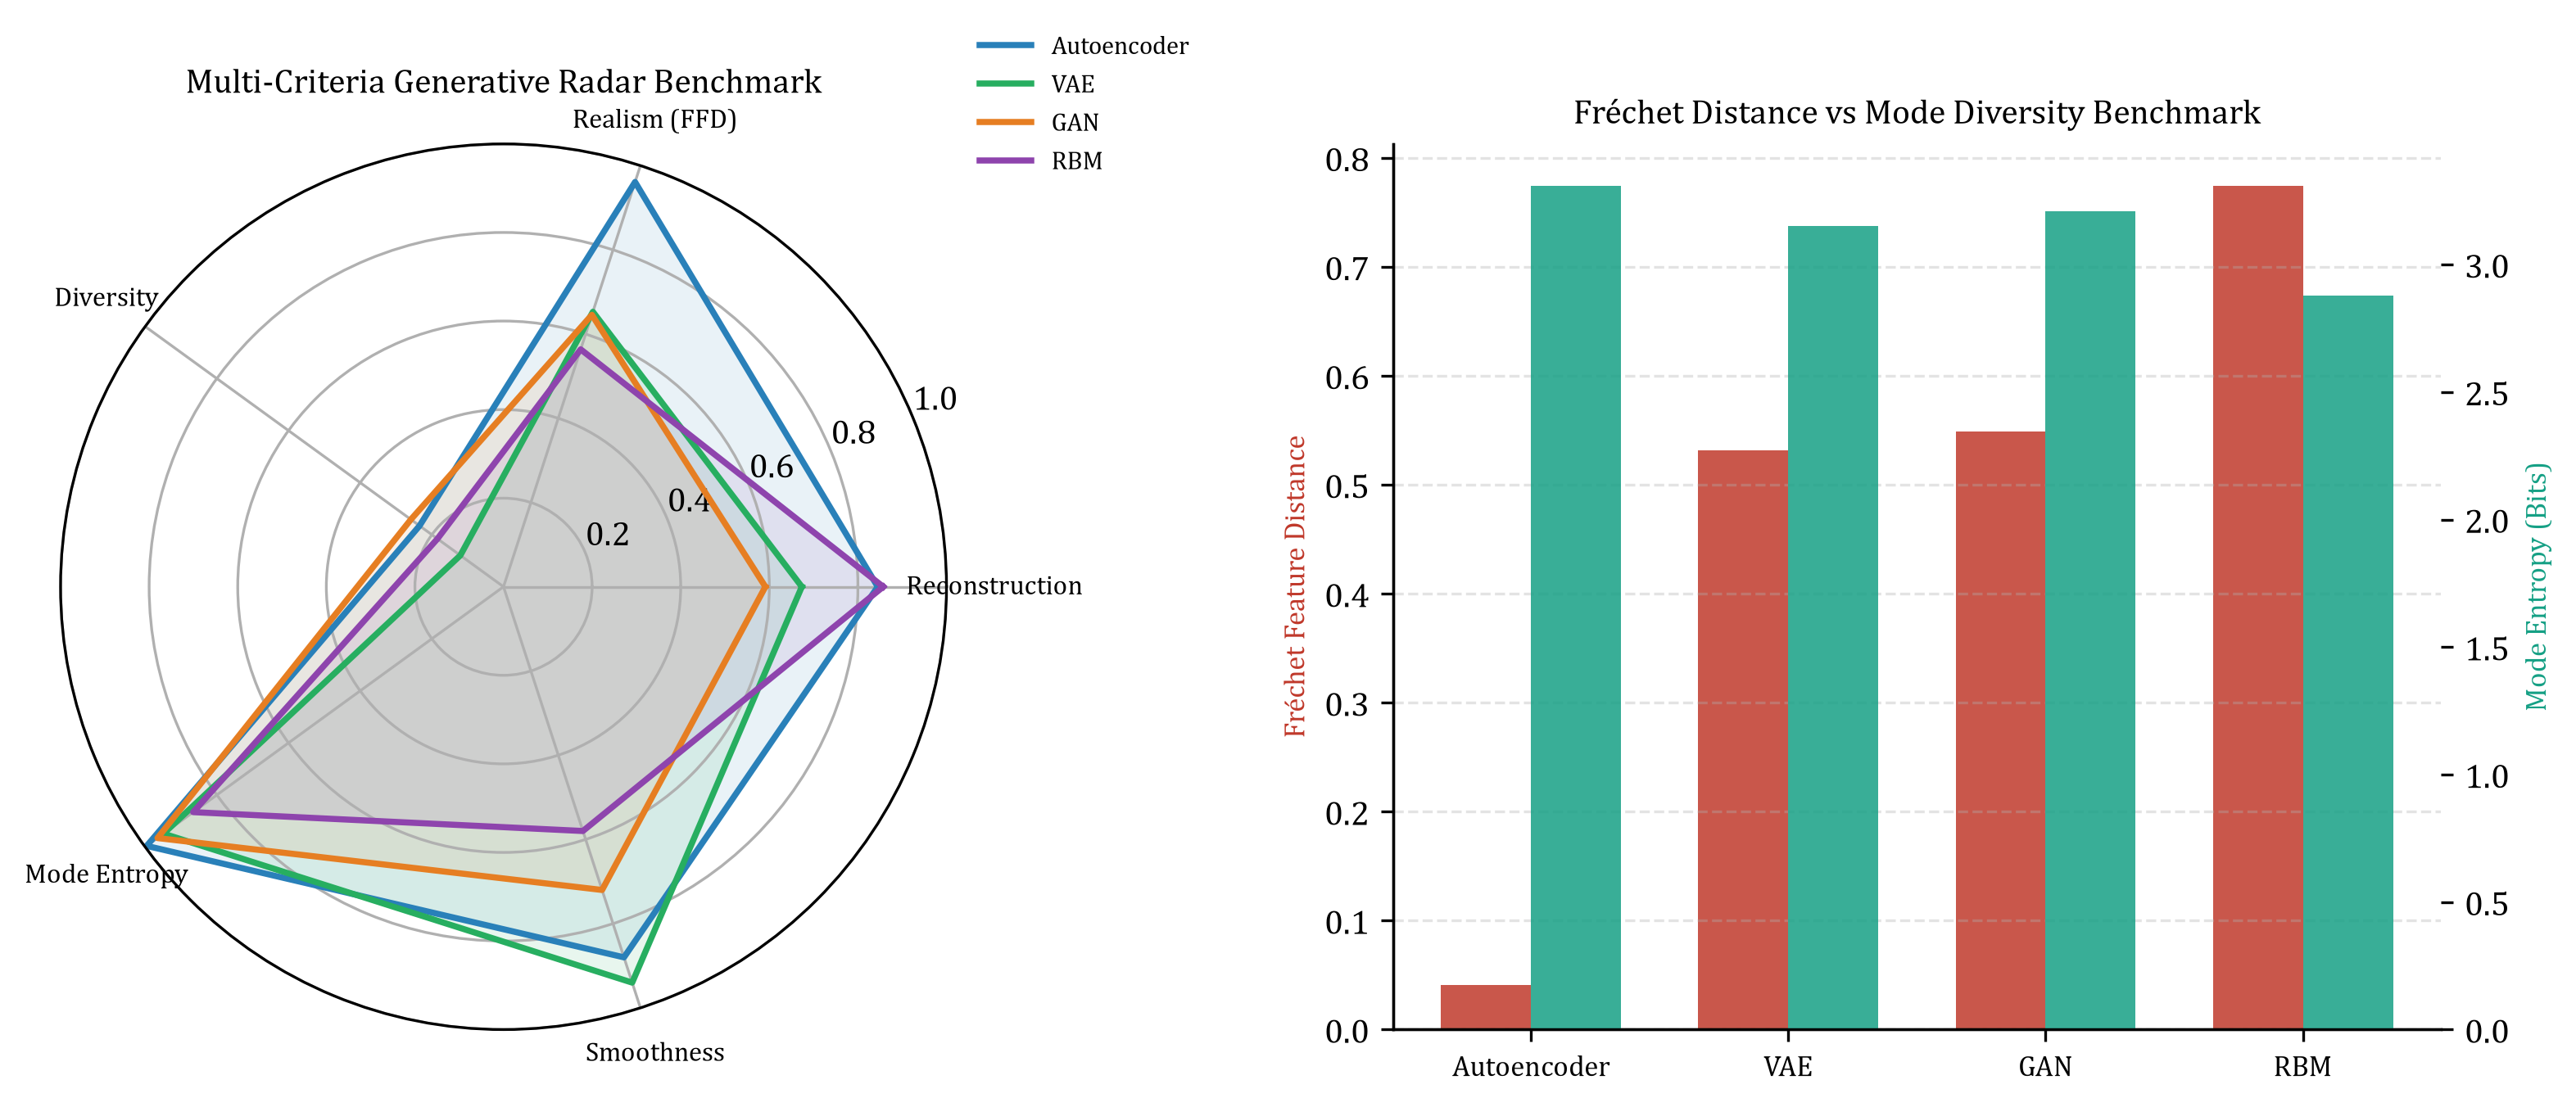 Multi-Criteria Generative Radar Benchmark
Autoencoder
VAE
GAN
RBM
Realism (FFD)
Diversity
Reconstruction
Mode Entropy
Smoothness
0.2
0.4
0.6
0.8
1.0
Fréchet Distance vs Mode Diversity Benchmark
Fréchet Feature Distance
0.8
0.7
0.6
0.5
0.4
0.3
0.2
0.1
0.0
Autoencoder
VAE
GAN
RBM
3.0
2.5
2.0
1.5
1.0
0.5
0.0
Mode Entropy (Bits)